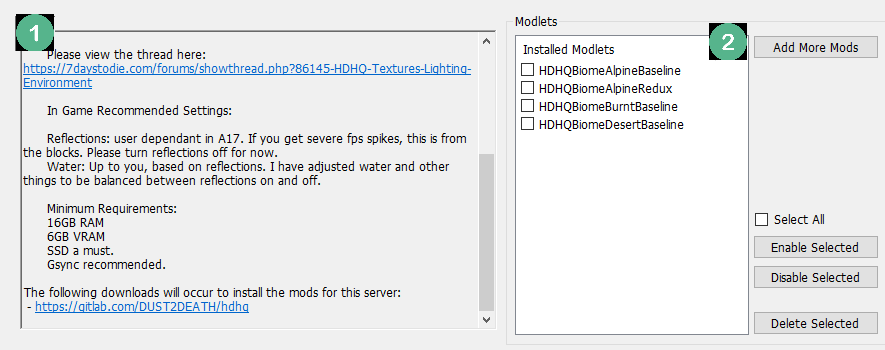 1
Please view the thread here:
https://7daystodie.com/forums/showthread.php?86145-HDHQ-Textures-Lighting-
Environment
In Game Recommended Settings:
Reflections: user dependant in A17. If you get severe fps spikes, this is from
the blocks. Please turn reflections off for now.
Water: Up to you, based on reflections. I have adjusted water and other
things to be balanced between reflections on and off.
Minimum Requirements:
16GB RAM
6GB VRAM
SSD a must.
Gsync recommended.
The following downloads will occur to install the mods for this server:
- https://gitlab.com/DUST2DEATH/hdhq
Modlets
2
Installed Modlets
HDHQBiomeAlpineBaseline
HDHQBiomeAlpineRedux
HDHQBiomeBurntBaseline
HDHQBiomeDesertBaseline
Add More Mods
Select All
Enable Selected
Disable Selected
Delete Selected